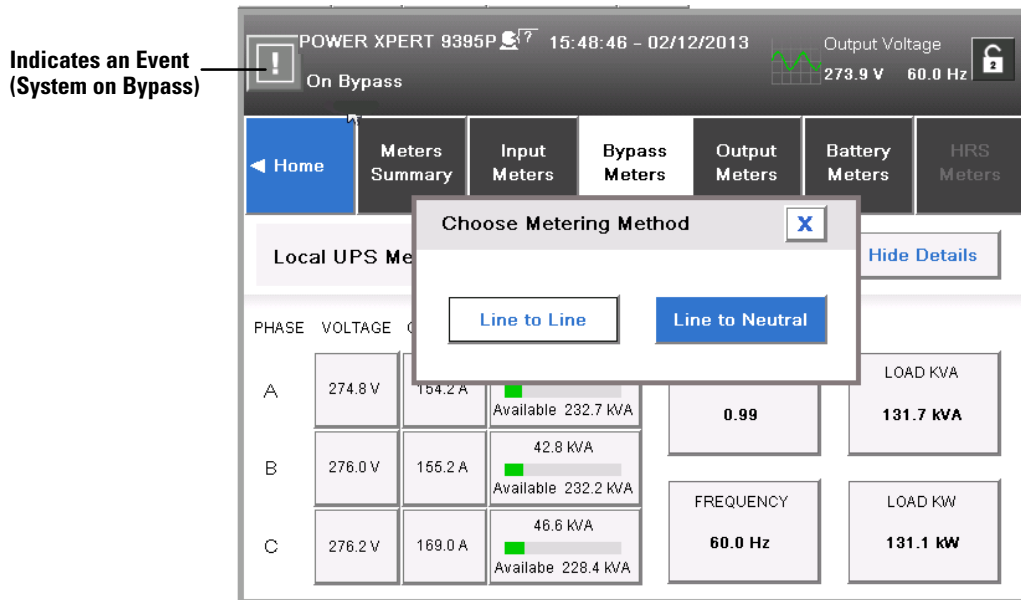 Indicates an Event
(System on Bypass)
POWER XPERT 9395P ? 15:48:46 – 02/12/2013
On Bypass
Output Voltage
273.9 V 60.0 Hz
2
Home
Meters
Summary
Input
Meters
Bypass
Meters
Output
Meters
Battery
Meters
HRS
Meters
Local UPS Me
Hide Details
Choose Metering Method
X
Line to Line
Line to Neutral
PHASE VOLTAGE
A 274.8 V 154.2 A
Available 232.7 kVA
0.99
LOAD KVA
131.7 kVA
B 276.0 V 155.2 A
42.8 kVA
Available 232.2 kVA
C 276.2 V 169.0 A
46.6 kVA
Availabe 228.4 kVA
FREQUENCY
60.0 Hz
LOAD KW
131.1 kW